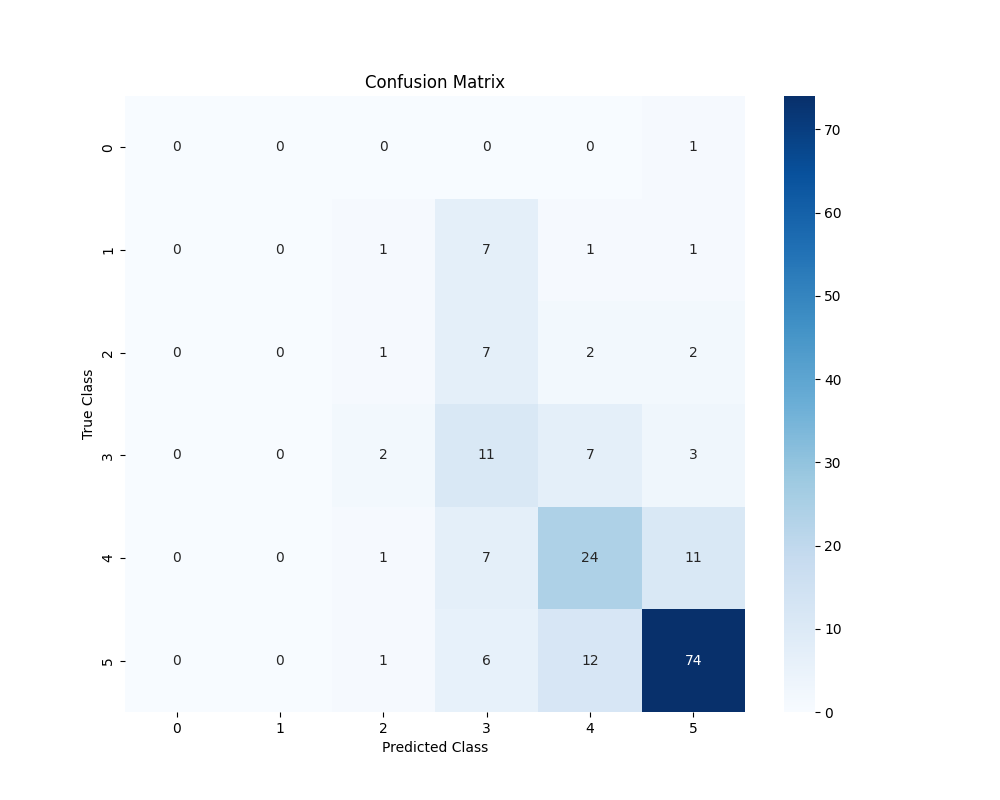 Confusion Matrix
0 0 0 0 0 0 1
1 0 0 1 7 1 1
2 0 0 1 7 2 2
3 0 0 2 11 7 3
4 0 0 1 7 24 11
5 0 0 1 6 12 74
0 1 2 3 4 5
Predicted Class
True Class
70
60
50
40
30
20
10
0